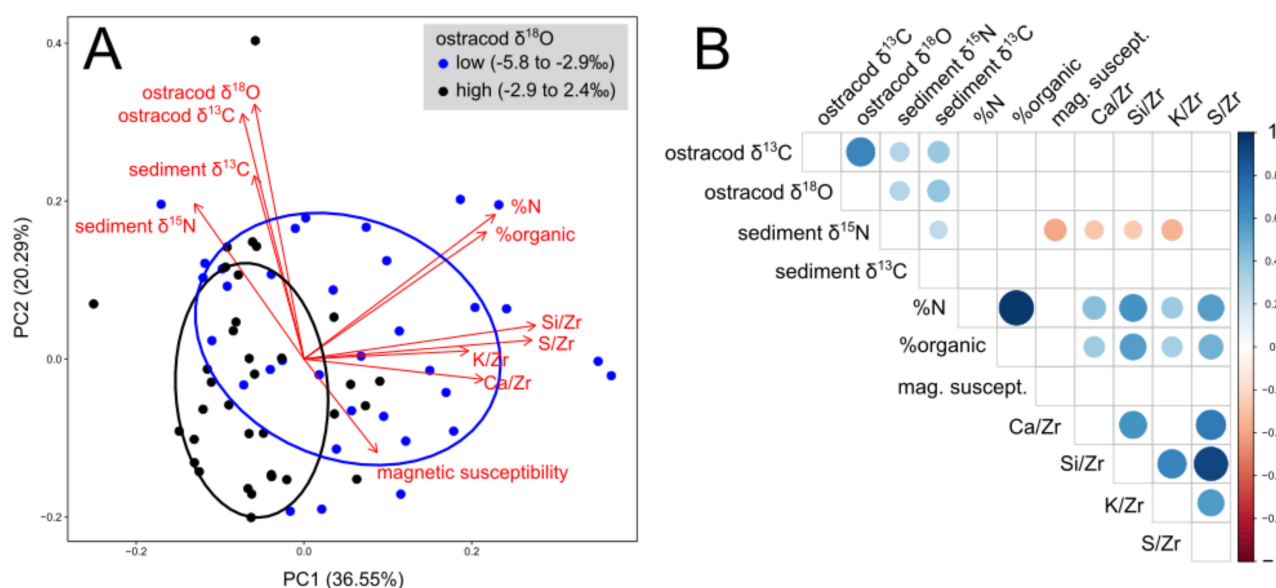 A
ostracod δ¹⁸O
low (-5.8 to -2.9‰)
high (-2.9 to 2.4‰)
0.4
0.2
0.0
−0.2
PC2 (20.29%)
ostracod δ¹⁸O
ostracod δ¹³C
sediment δ¹³C
sediment δ¹⁵N
%N
%organic
Si/Zr
S/Zr
K/Zr
Ca/Zr
magnetic susceptibility
−0.2
0.0
0.2
PC1 (36.55%)
B
ostracod δ¹³C
ostracod δ¹⁸O
sediment δ¹⁵N
sediment δ¹³C
%N
%organic
mag. suscept.
Ca/Zr
Si/Zr
K/Zr
S/Zr
ostracod δ¹³C
ostracod δ¹⁸O
sediment δ¹⁵N
sediment δ¹³C
%N
%organic
mag. suscept.
Ca/Zr
Si/Zr
K/Zr
S/Zr
1